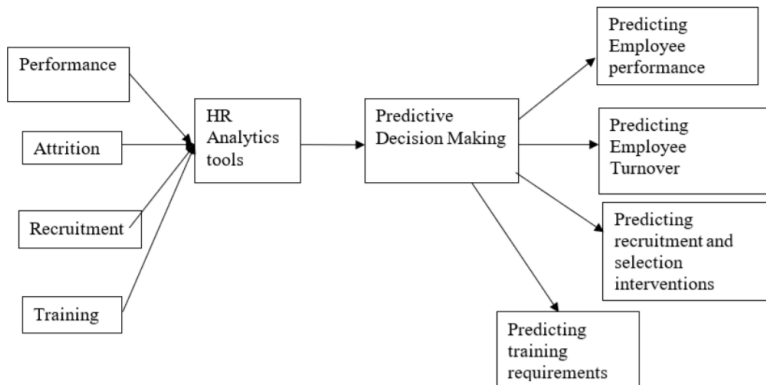 Performance
Attrition
Recruitment
Training
HR
Analytics
tools
Predictive
Decision Making
Predicting
Employee
performance
Predicting
Employee
Turnover
Predicting
recruitment and
selection
interventions
Predicting
training
requirements